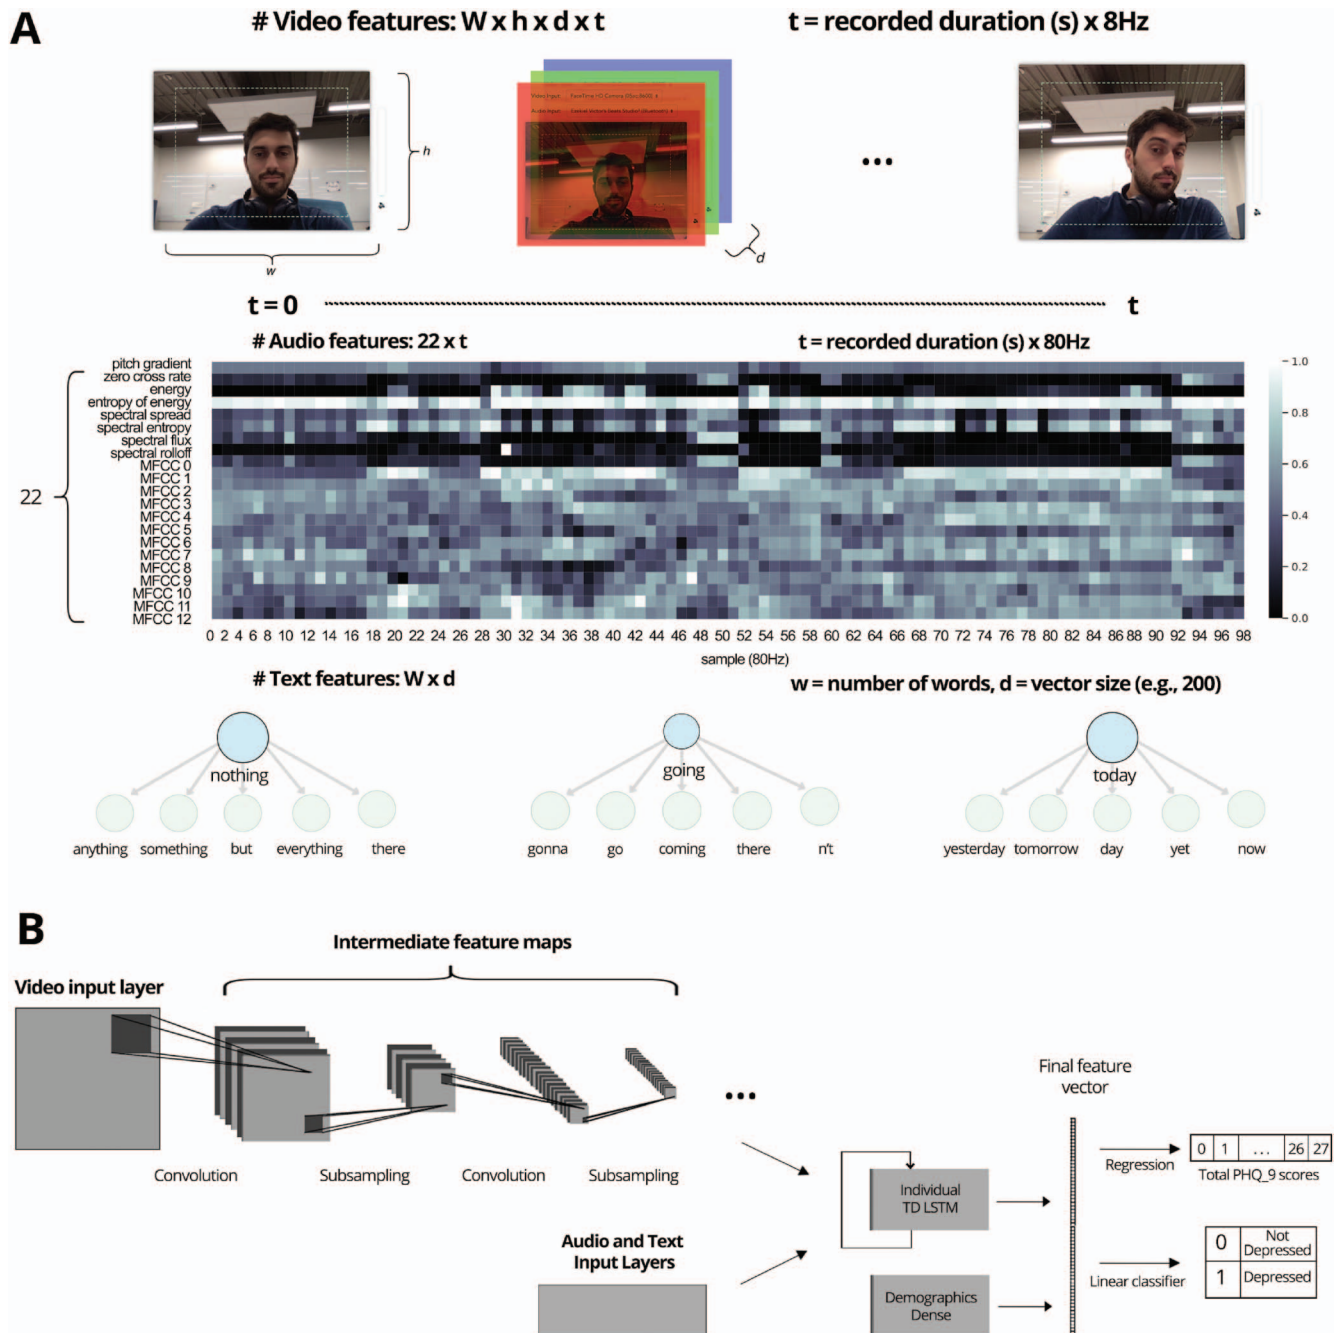 A
# Video features: W x h x d x t
t = recorded duration (s) x 8Hz
h
w
d
t = 0
t
# Audio features: 22 x t
t = recorded duration (s) x 80Hz
22
pitch gradient
zero cross rate
energy
entropy of energy
spectral spread
spectral entropy
spectral flux
spectral rolloff
MFCC 0
MFCC 1
MFCC 2
MFCC 3
MFCC 4
MFCC 5
MFCC 6
MFCC 7
MFCC 8
MFCC 9
MFCC 10
MFCC 11
MFCC 12
1.0
0.8
0.6
0.4
0.2
0.0
0 2 4 6 8 10 12 14 16 18 20 22 24 26 28 30 32 34 36 38 40 42 44 46 48 50 52 54 56 58 60 62 64 66 68 70 72 74 76 78 80 82 84 86 88 90 92 94 96 98
sample (80Hz)
# Text features: W x d
w = number of words, d = vector size (e.g., 200)
nothing
anything something but everything there
going
gonna go coming there n't
today
yesterday tomorrow day yet now
B
Intermediate feature maps
Video input layer
...
Convolution
Subsampling
Convolution
Subsampling
Audio and Text
Input Layers
Individual
TD LSTM
Demographics
Dense
Final feature
vector
Regression
0 1 ... 26 27
Total PHQ_9 scores
Linear classifier
0 Not Depressed
1 Depressed